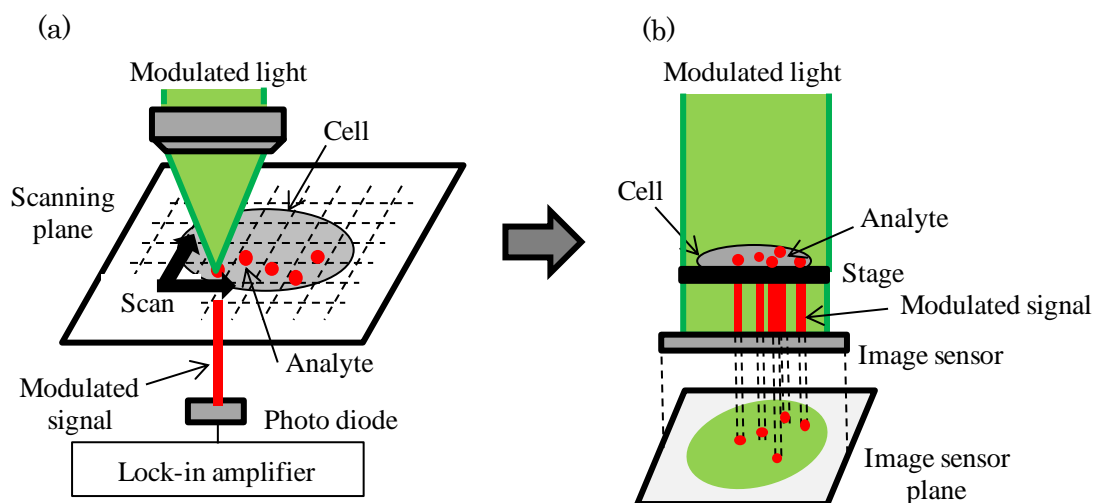 (a)
Modulated light
Cell
Scanning
plane
Scan
Analyte
Modulated
signal
Photo diode
Lock-in amplifier
(b)
Modulated light
Cell
Analyte
Stage
Modulated signal
Image sensor
Image sensor
plane